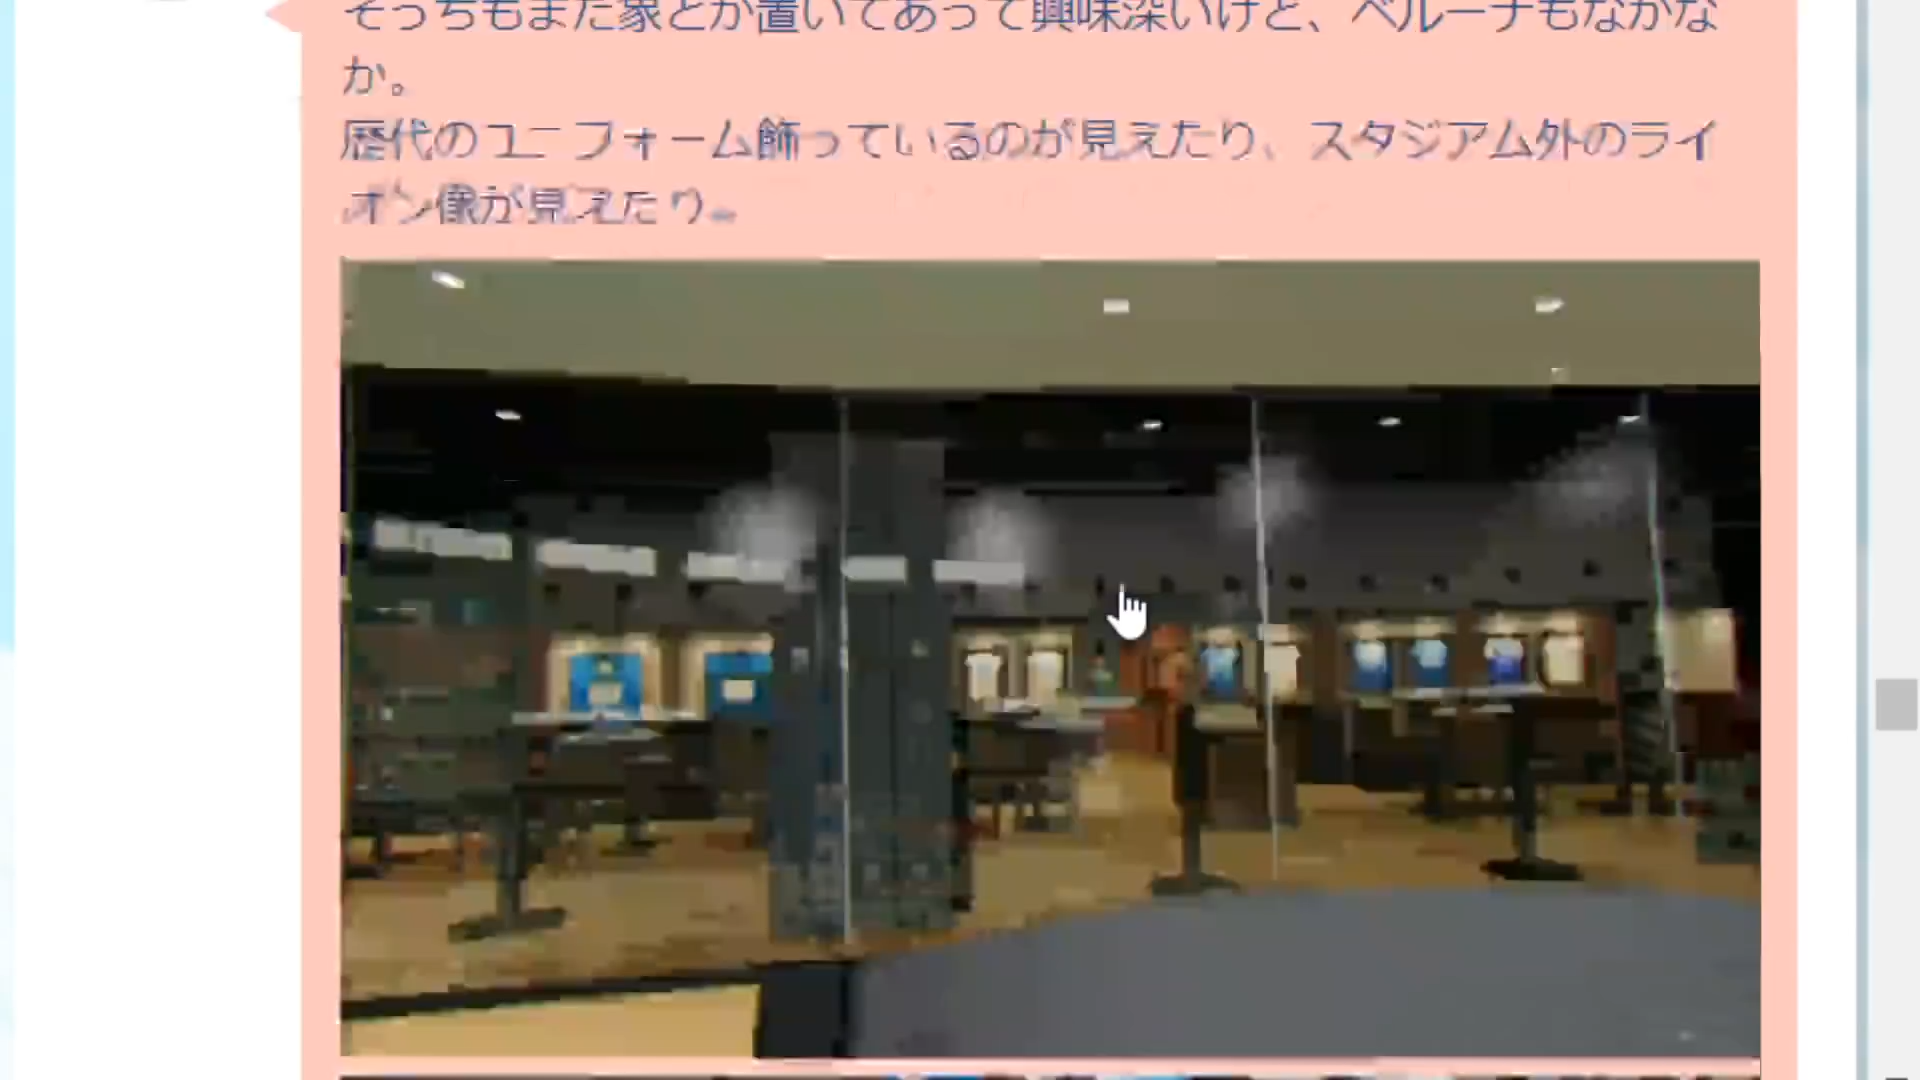 そっちもまた象とか置いてあって興味深いけど、ベルーナもなかな
か。
歴代のユニフォーム飾っているのが見えたり、スタジアム外のライ
オン像が見えたり。